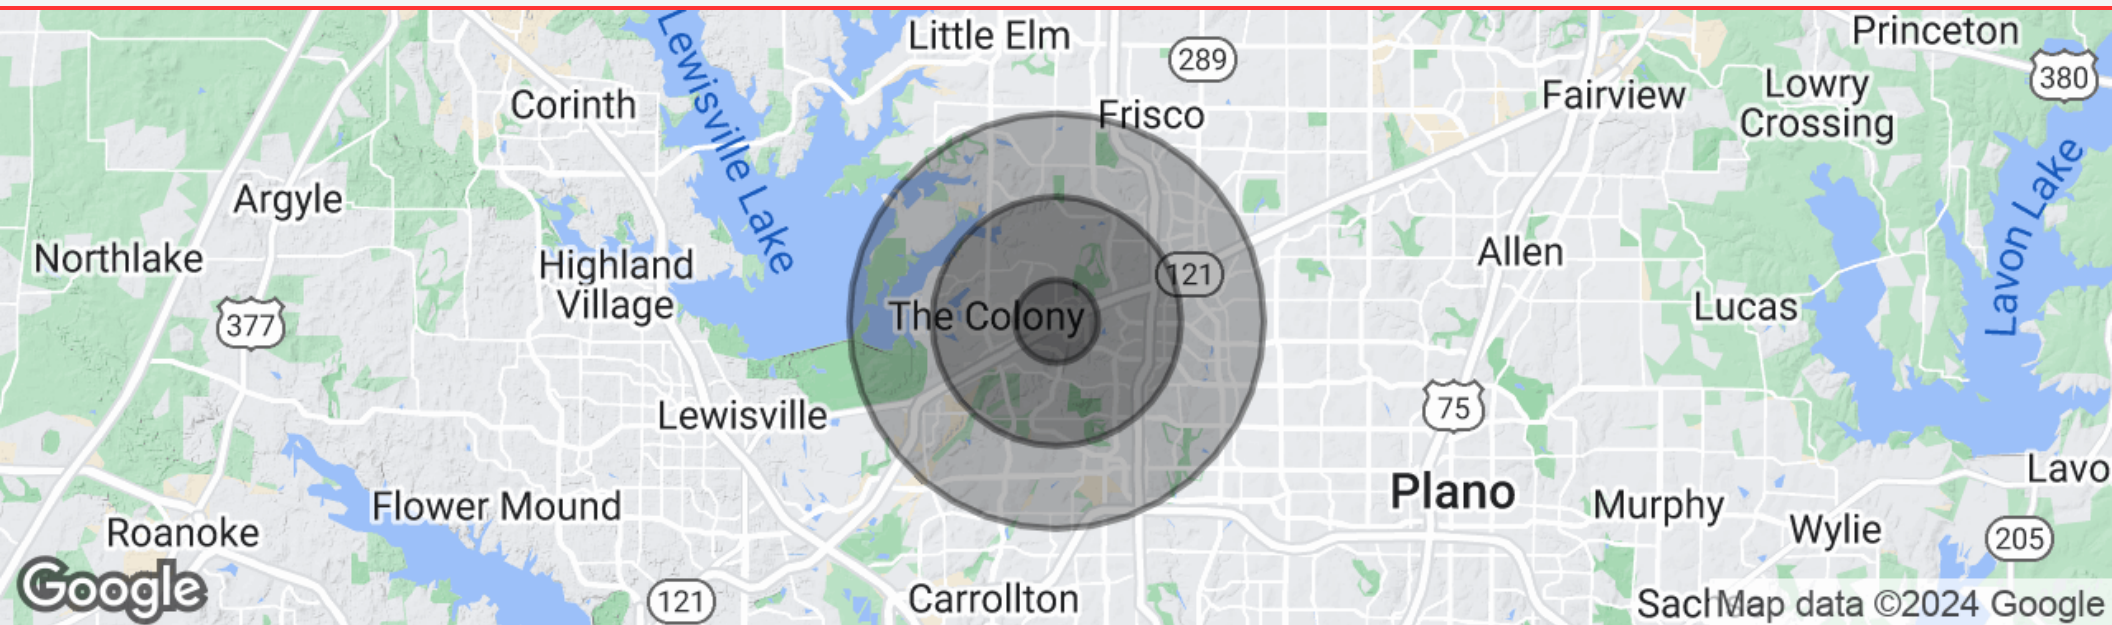 Little Elm
Princeton
289
380
Corinth
Lewisville Lake
Fairview
Lowry
Crossing
Frisco
Argyle
Lavon Lake
Northlake
Highland
Village
121
Allen
377
The Colony
Lucas
Lewisville
75
Plano
Lavo
Flower Mound
Murphy
Roanoke
Wylie
205
Google
121
Carrollton
Sach
Map data ©2024 Google